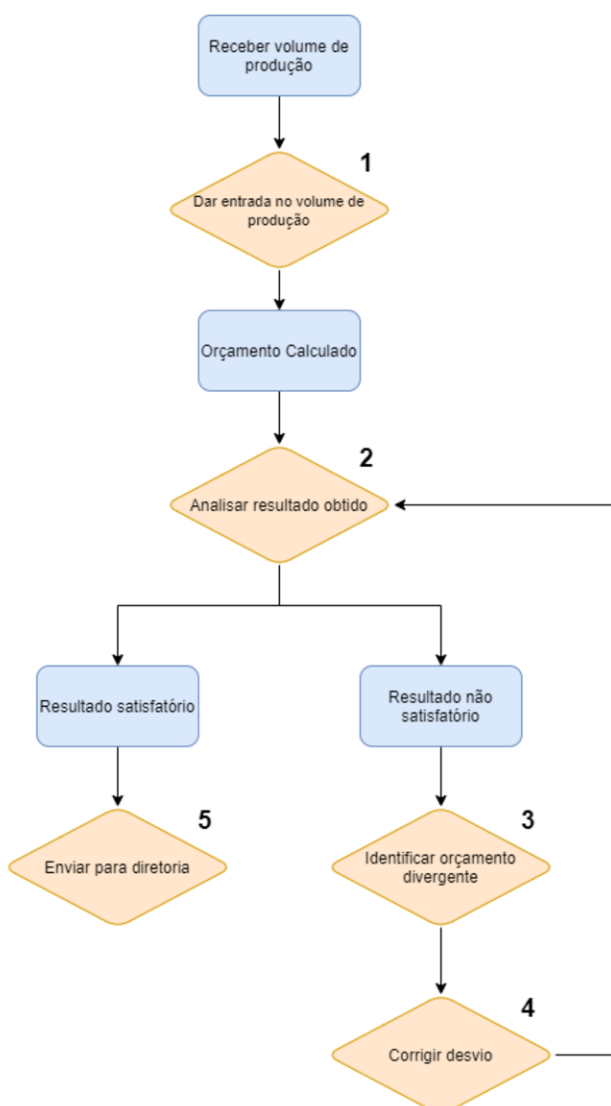 Receber volume de
produção
1
Dar entrada no volume de
produção
Orçamento Calculado
2
Analisar resultado obtido
Resultado satisfatório
Resultado não
satisfatório
5
Enviar para diretoria
3
Identificar orçamento
divergente
4
Corrigir desvio